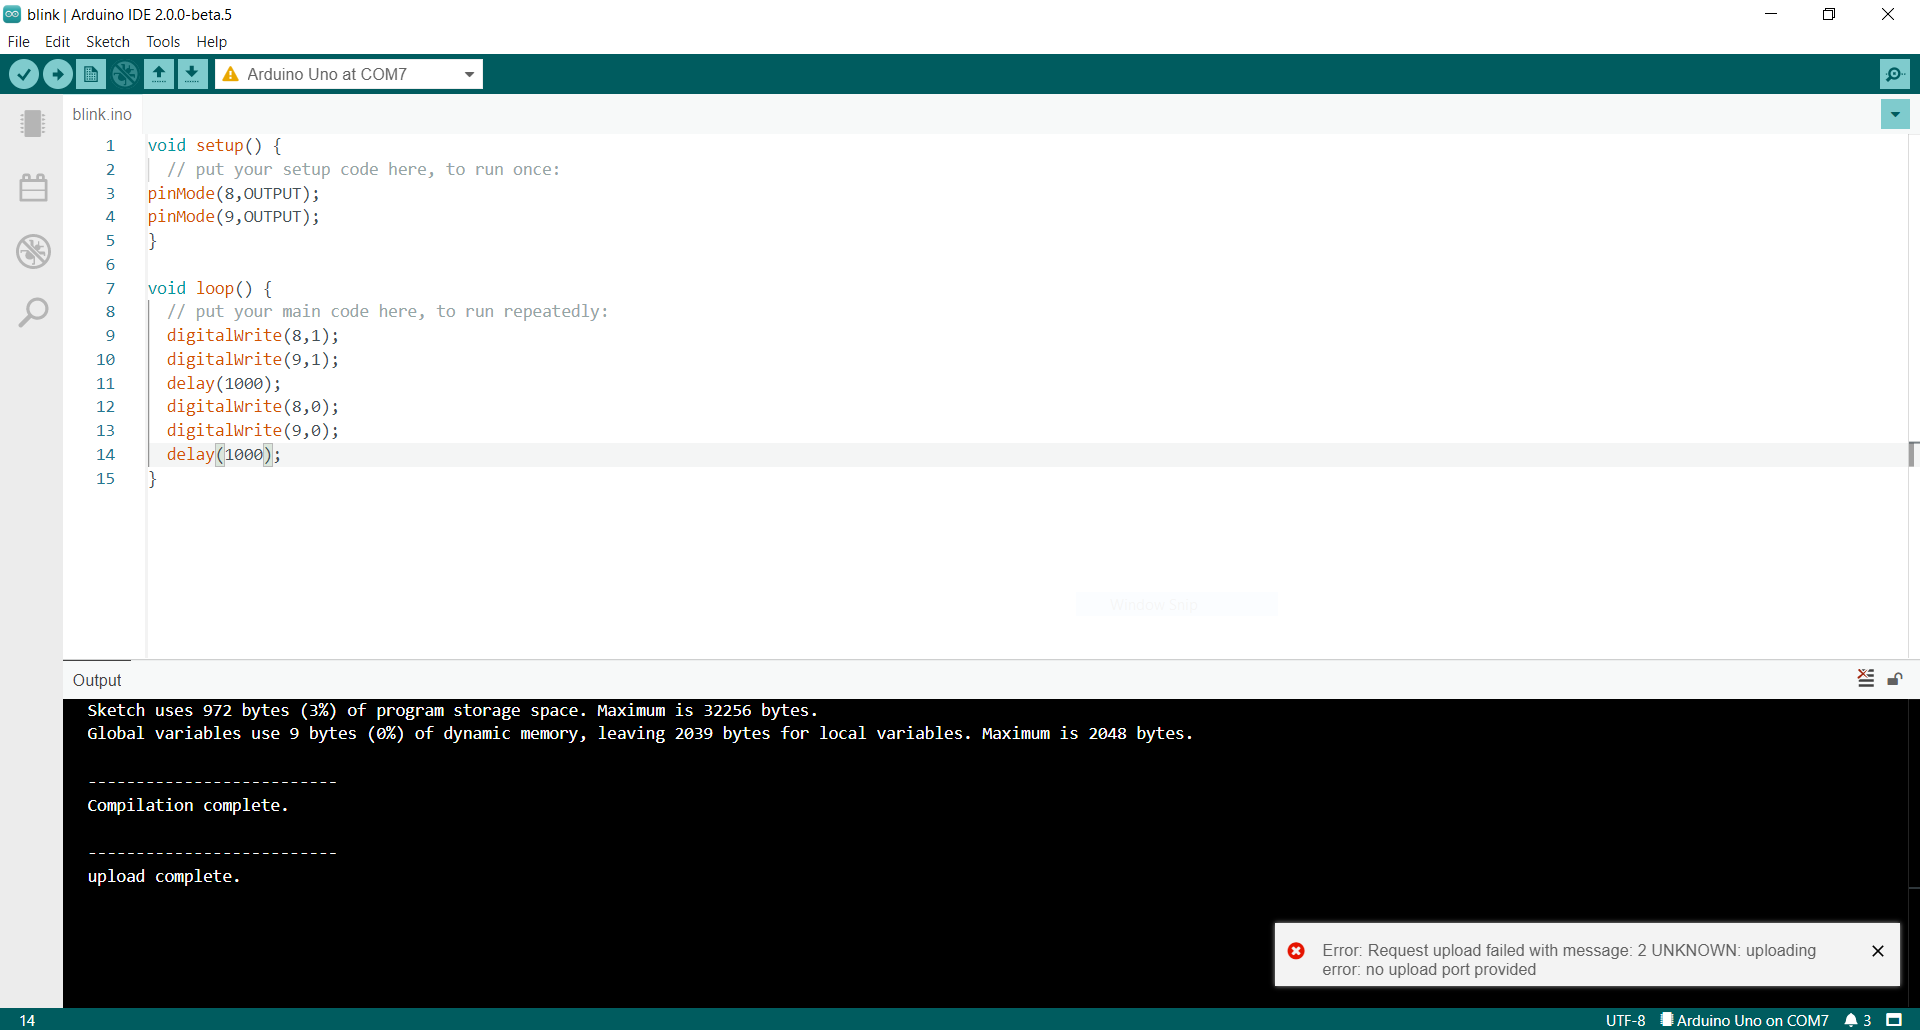 blink | Arduino IDE 2.0.0-beta.5
File Edit Sketch Tools Help
Arduino Uno at COM7
blink.ino
1 void setup() {
2 // put your setup code here, to run once:
3 pinMode(8,OUTPUT);
4 pinMode(9,OUTPUT);
5 }
6
7 void loop() {
8 // put your main code here, to run repeatedly:
9 digitalWrite(8,1);
10 digitalWrite(9,1);
11 delay(1000);
12 digitalWrite(8,0);
13 digitalWrite(9,0);
14 delay(1000);
15 }
Window Snip
Output
Sketch uses 972 bytes (3%) of program storage space. Maximum is 32256 bytes.
Global variables use 9 bytes (0%) of dynamic memory, leaving 2039 bytes for local variables. Maximum is 2048 bytes.
--------------------------
Compilation complete.
--------------------------
upload complete.
Error: Request upload failed with message: 2 UNKNOWN: uploading
error: no upload port provided
14 UTF-8 Arduino Uno on COM7 3